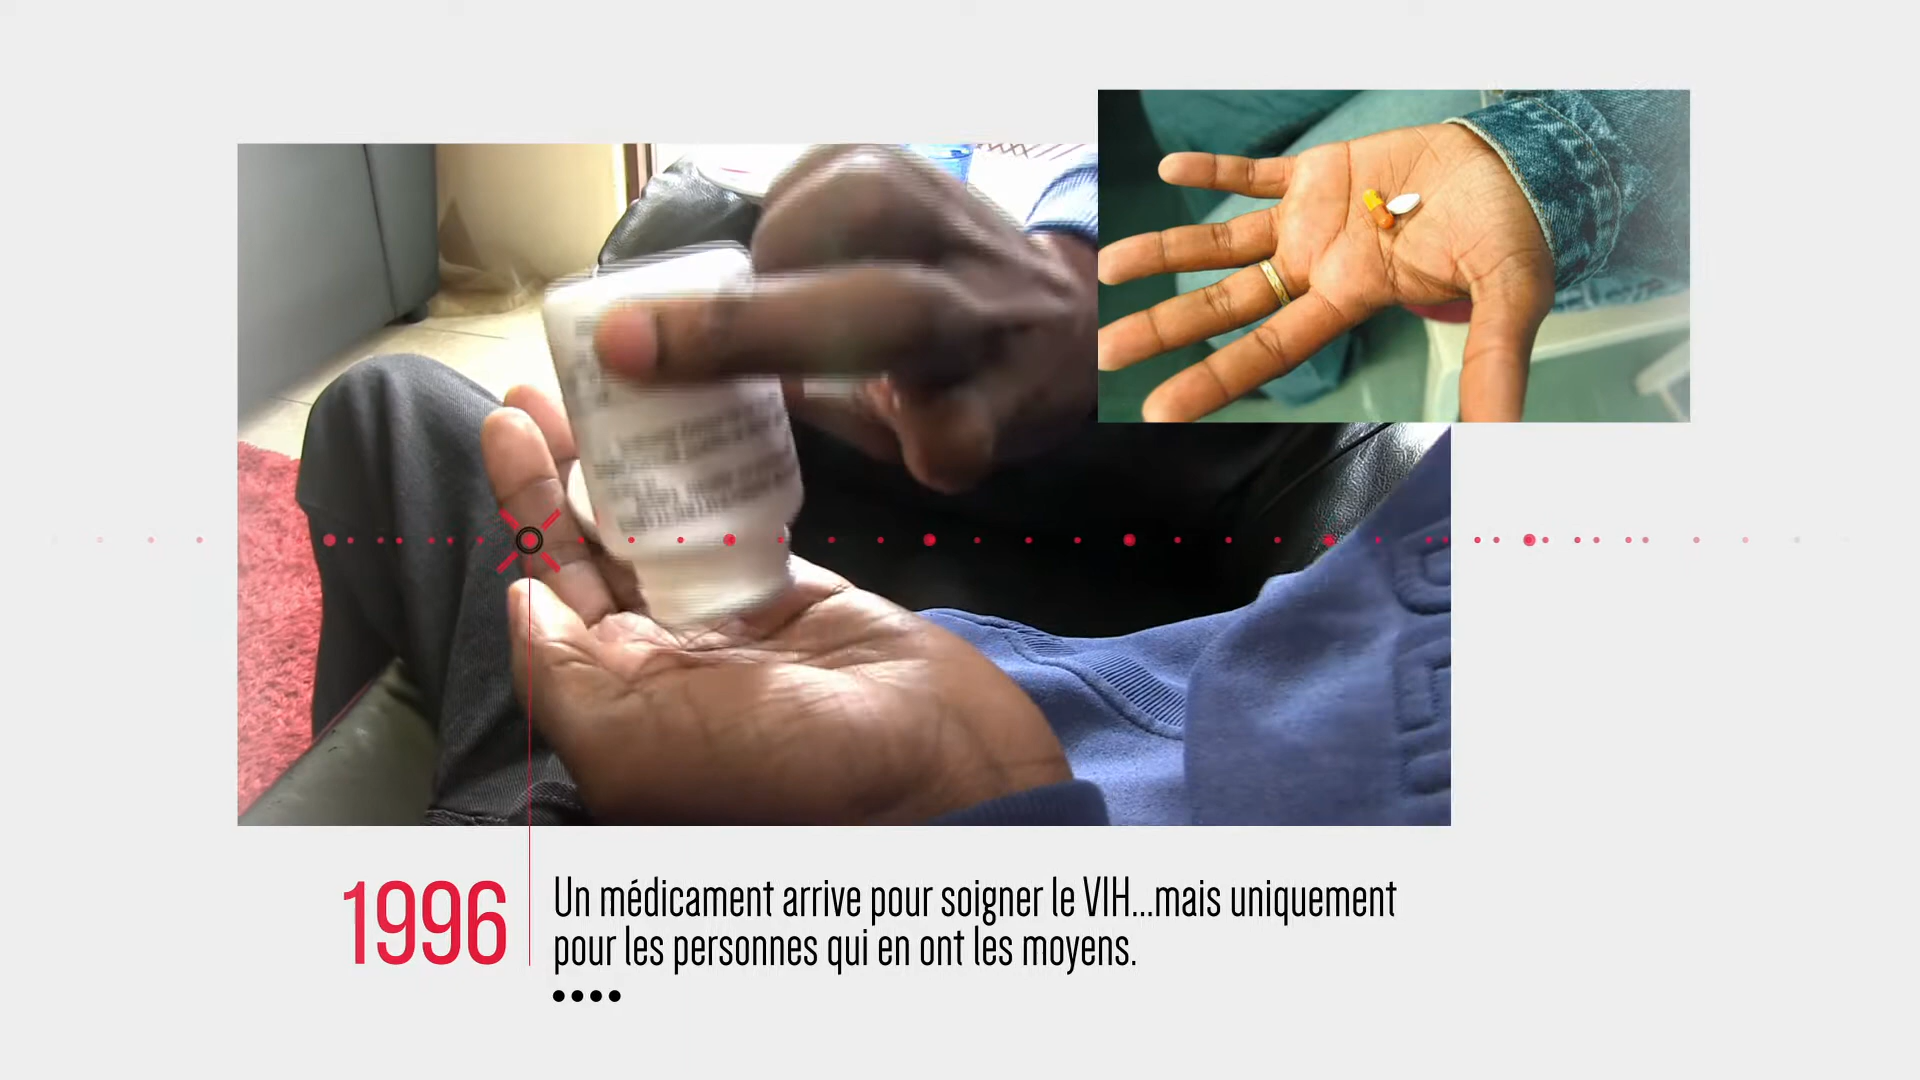 1996
Un médicament arrive pour soigner le VIH...mais uniquement
pour les personnes qui en ont les moyens.